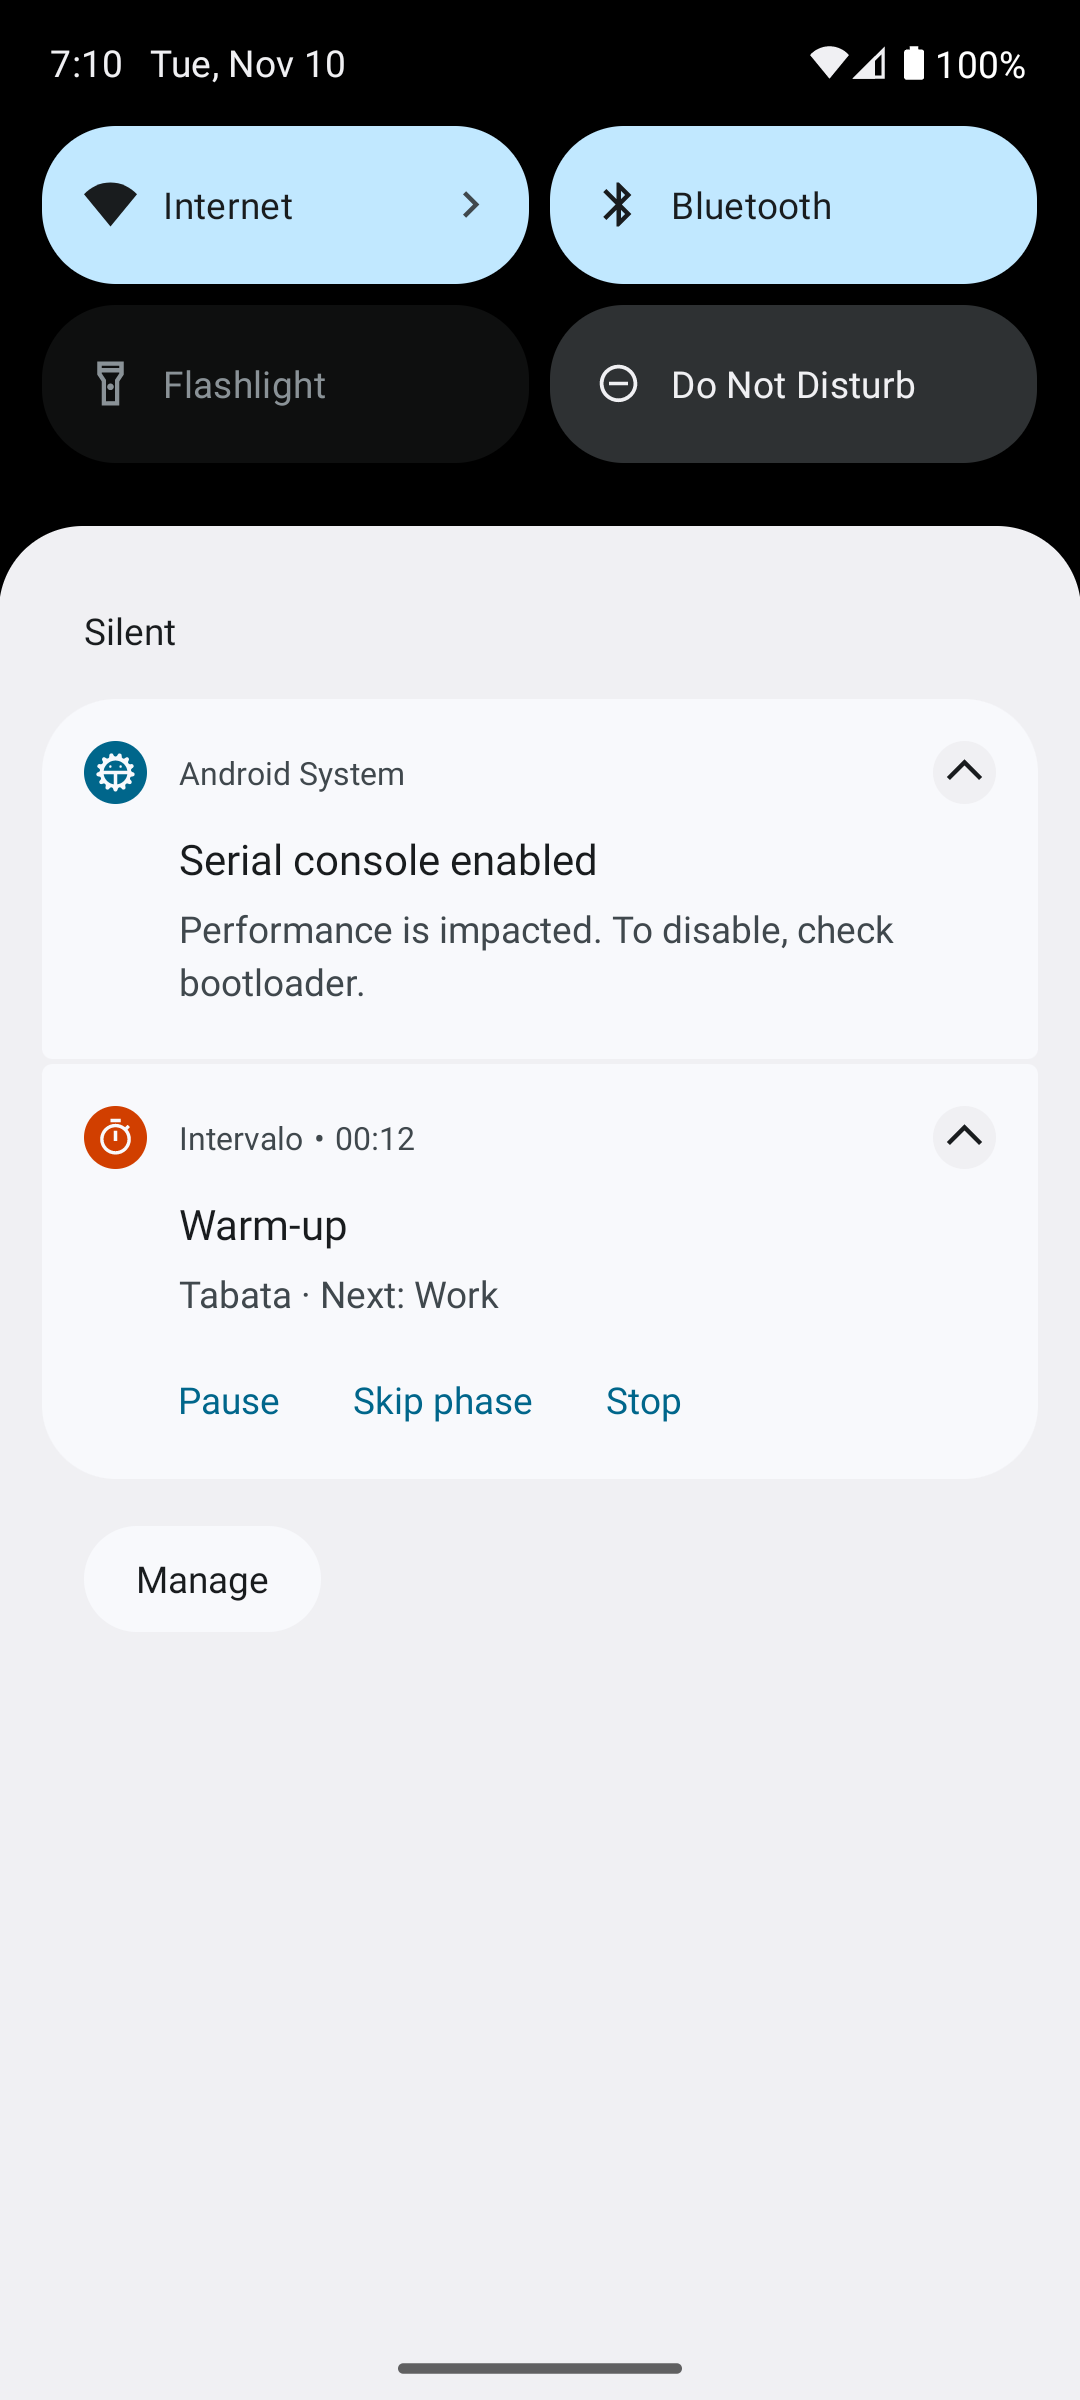 7:10 Tue, Nov 10 100%
Internet Bluetooth
Flashlight Do Not Disturb
Silent
Android System
Serial console enabled
Performance is impacted. To disable, check
bootloader.
Intervalo • 00:12
Warm-up
Tabata · Next: Work
Pause Skip phase Stop
Manage